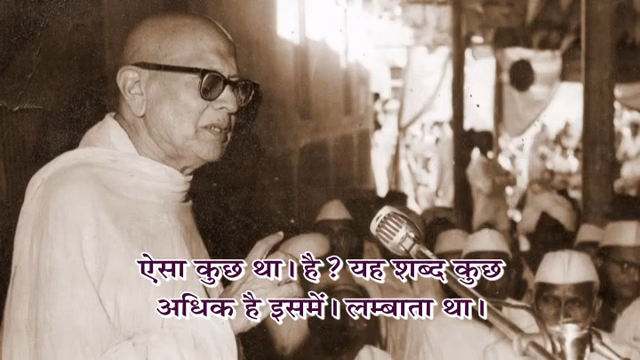 ऐसा कुछ था। है ? यह शब्द कुछ
अधिक है इसमें। लम्बाता था।